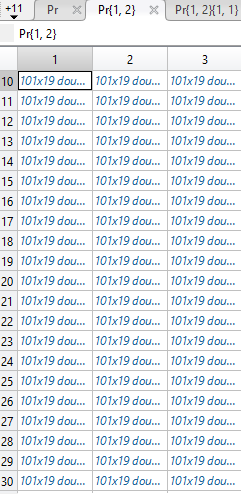 +11 Pr Pr{1, 2} Pr{1, 2}{1, 1}
Pr{1, 2}
1 2 3
10 101x19 dou... 101x19 dou... 101x19 dou...
11 101x19 dou... 101x19 dou... 101x19 dou...
12 101x19 dou... 101x19 dou... 101x19 dou...
13 101x19 dou... 101x19 dou... 101x19 dou...
14 101x19 dou... 101x19 dou... 101x19 dou...
15 101x19 dou... 101x19 dou... 101x19 dou...
16 101x19 dou... 101x19 dou... 101x19 dou...
17 101x19 dou... 101x19 dou... 101x19 dou...
18 101x19 dou... 101x19 dou... 101x19 dou...
19 101x19 dou... 101x19 dou... 101x19 dou...
20 101x19 dou... 101x19 dou... 101x19 dou...
21 101x19 dou... 101x19 dou... 101x19 dou...
22 101x19 dou... 101x19 dou... 101x19 dou...
23 101x19 dou... 101x19 dou... 101x19 dou...
24 101x19 dou... 101x19 dou... 101x19 dou...
25 101x19 dou... 101x19 dou... 101x19 dou...
26 101x19 dou... 101x19 dou... 101x19 dou...
27 101x19 dou... 101x19 dou... 101x19 dou...
28 101x19 dou... 101x19 dou... 101x19 dou...
29 101x19 dou... 101x19 dou... 101x19 dou...
30 101x19 dou... 101x19 dou... 101x19 dou...